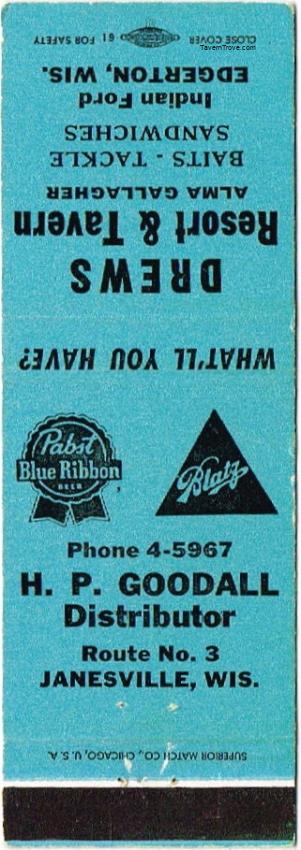 WHAT'LL YOU HAVE?
DREWS
Resort & Tavern
ALMA GALLAGHER
BAITS - TACKLE
SANDWICHES
Indian Ford
EDGERTON, WIS.
CLOSE COVER 61 FOR SAFETY
TavernTrove.com
Pabst
Blue Ribbon
BEER
Blatz
Phone 4-5967
H. P. GOODALL
Distributor
Route No. 3
JANESVILLE, WIS.
SUPERIOR MATCH CO., CHICAGO, U. S. A.